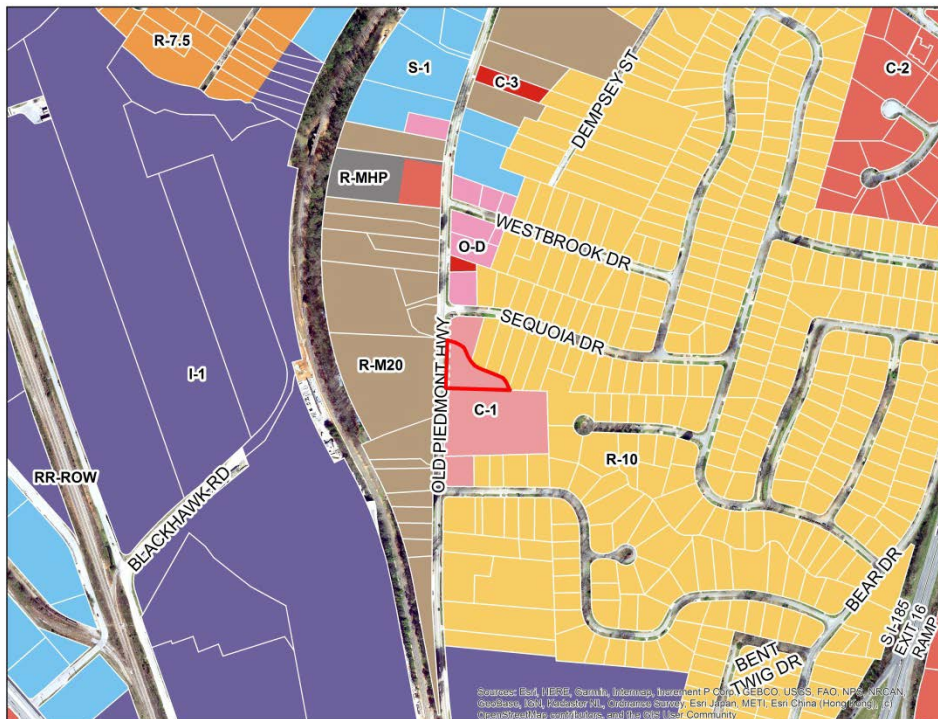 R-7.5
S-1
C-3
DEMPSEY ST
C-2
R-MHP
O-D
WESTBROOK DR
SEQUOIA DR
OLD PIEDMONT HWY
R-M20
I-1
C-1
R-10
RR-ROW
BLACKHAWK RD
BEAR DR
S I-185
EXIT 16
RAMP
BENT
TWIG DR
Sources: Esri, HERE, Garmin, Intermap, increment P Corp., GEBCO, USGS, FAO, NPS, NRCAN,
GeoBase, IGN, Kadaster NL, Ordnance Survey, Esri Japan, METI, Esri China (Hong Kong), (c)
OpenStreetMap contributors, and the GIS User Community